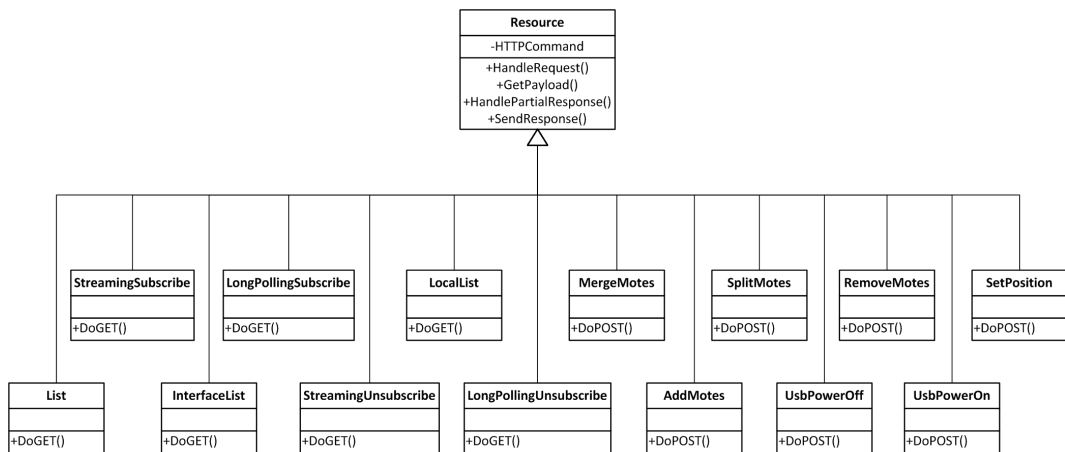 Resource
-HTTPCommand
+HandleRequest()
+GetPayload()
+HandlePartialResponse()
+SendResponse()
StreamingSubscribe
+DoGET()
LongPollingSubscribe
+DoGET()
LocalList
+DoGET()
MergeMotes
+DoPOST()
SplitMotes
+DoPOST()
RemoveMotes
+DoPOST()
SetPosition
+DoPOST()
List
+DoGET()
InterfaceList
+DoGET()
StreamingUnsubscribe
+DoGET()
LongPollingUnsubscribe
+DoGET()
AddMotes
+DoPOST()
UsbPowerOff
+DoPOST()
UsbPowerOn
+DoPOST()